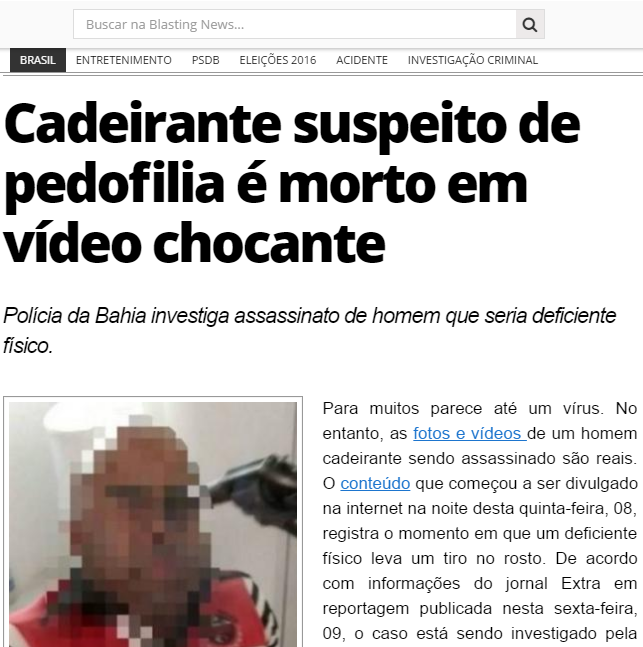 Buscar na Blasting News...
BRASIL ENTRETENIMENTO PSDB ELEIÇÕES 2016 ACIDENTE INVESTIGAÇÃO CRIMINAL
Cadeirante suspeito de
pedofilia é morto em
vídeo chocante
Polícia da Bahia investiga assassinato de homem que seria deficiente
físico.
Para muitos parece até um vírus. No
entanto, as fotos e vídeos de um homem
cadeirante sendo assassinado são reais.
O conteúdo que começou a ser divulgado
na internet na noite desta quinta-feira, 08,
registra o momento em que um deficiente
físico leva um tiro no rosto. De acordo
com informações do jornal Extra em
reportagem publicada nesta sexta-feira,
09, o caso está sendo investigado pela